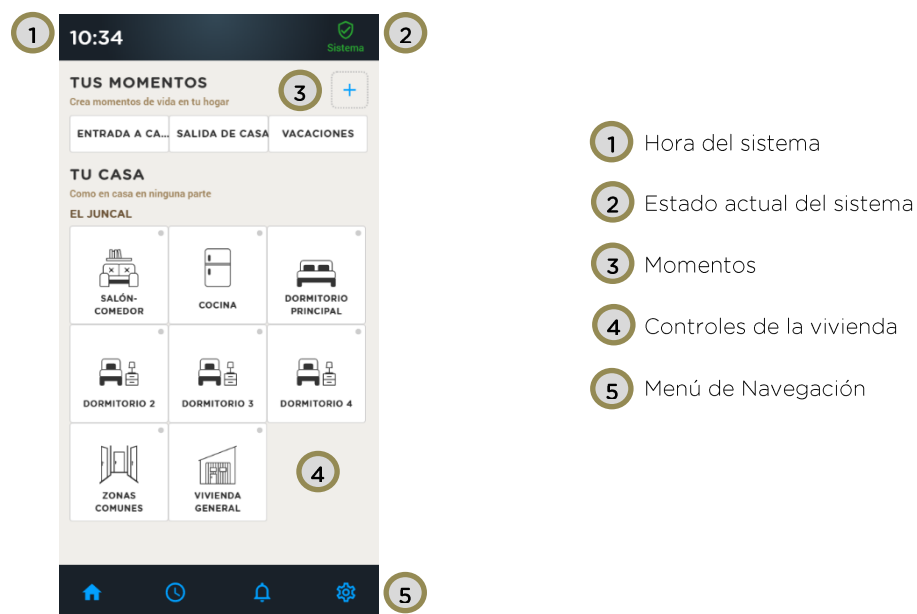 1
10:34
Sistema
2
TUS MOMENTOS
Crea momentos de vida en tu hogar
3
+
ENTRADA A CA... SALIDA DE CASA VACACIONES
TU CASA
Como en casa en ninguna parte
EL JUNCAL
SALÓN-
COMEDOR
COCINA
DORMITORIO
PRINCIPAL
DORMITORIO 2
DORMITORIO 3
DORMITORIO 4
ZONAS
COMUNES
VIVIENDA
GENERAL
4
5
1 Hora del sistema
2 Estado actual del sistema
3 Momentos
4 Controles de la vivienda
5 Menú de Navegación